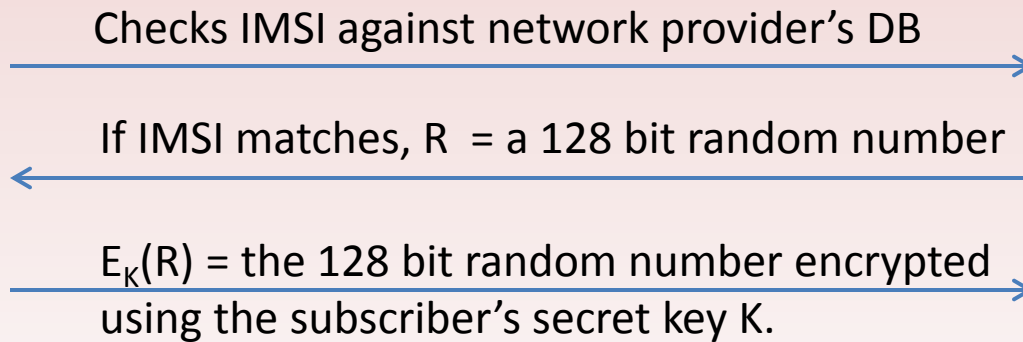 Checks IMSI against network provider’s DB
If IMSI matches, R = a 128 bit random number
E_K(R) = the 128 bit random number encrypted
using the subscriber’s secret key K.